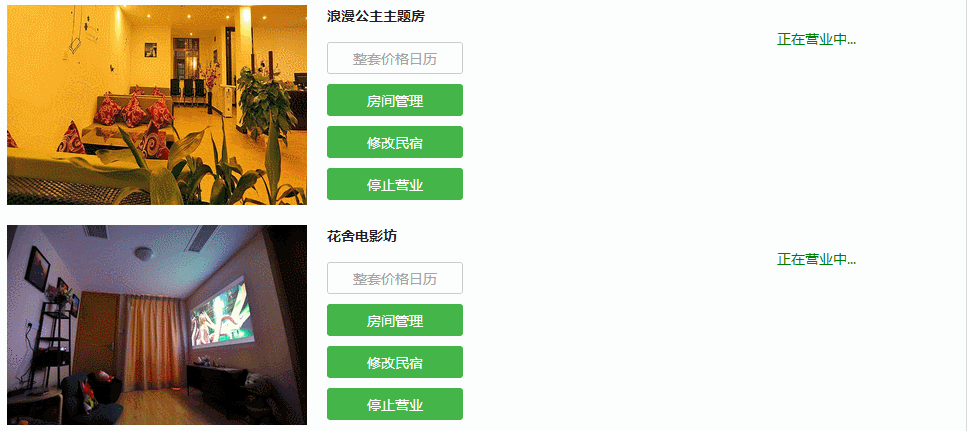 浪漫公主主题房
正在营业中...
整套价格日历
房间管理
修改民宿
停止营业
花舍电影坊
正在营业中...
整套价格日历
房间管理
修改民宿
停止营业